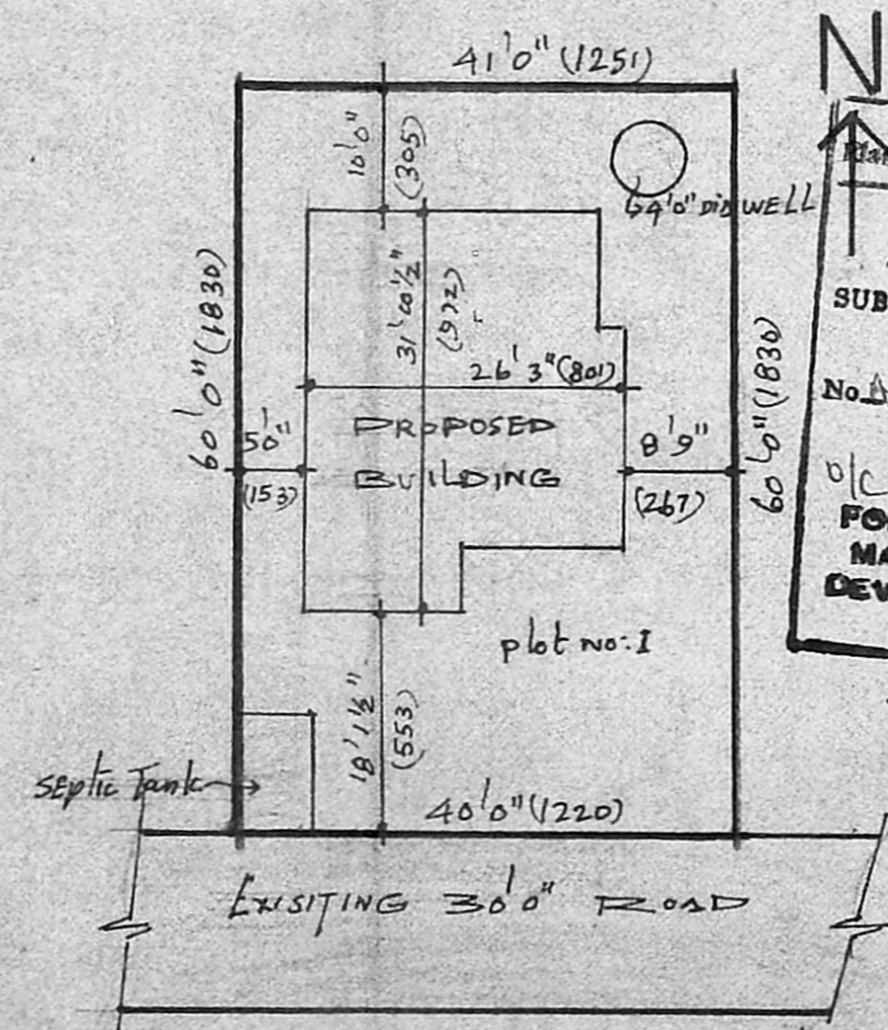 41'0" (1251)
N
10'0"
(305)
4'0" DIA WELL
60'0" (1830)
31' 10½"
(972)
SUB
26' 3" (801)
60'0" (1830)
No.
PROPOSED
BUILDING
5'0"
(153)
8'9"
(267)
O/C
FO
MA
DEV
plot no: I
18' 1½"
(553)
Septic Tank
40'0" (1220)
EXISITING 30'0" ROAD